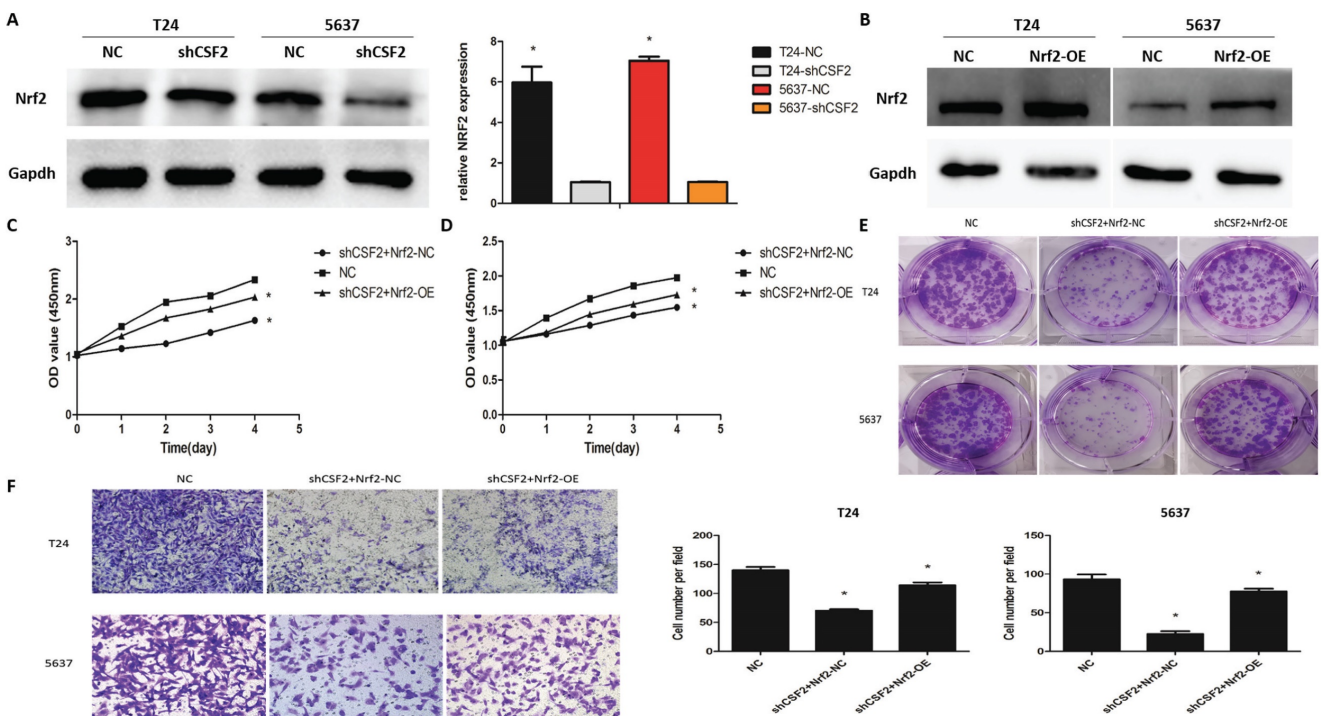 A
T24
5637
NC
shCSF2
NC
shCSF2
Nrf2
Gapdh
relative NRF2 expression
8
6
4
2
0
*
*
T24-NC
T24-shCSF2
5637-NC
5637-shCSF2
B
T24
5637
NC
Nrf2-OE
NC
Nrf2-OE
Nrf2
Gapdh
C
OD value (450nm)
3
2
1
0
0
1
2
3
4
5
Time(day)
shCSF2+Nrf2-NC
NC
shCSF2+Nrf2-OE
*
*
D
OD value (450nm)
2.5
2.0
1.5
1.0
0.5
0.0
0
1
2
3
4
5
Time(day)
shCSF2+Nrf2-NC
NC
shCSF2+Nrf2-OE
*
*
E
NC
shCSF2+Nrf2-NC
shCSF2+Nrf2-OE
T24
5637
F
NC
shCSF2+Nrf2-NC
shCSF2+Nrf2-OE
T24
5637
T24
Cell number per field
200
150
100
50
0
*
*
NC
shCSF2+Nrf2-NC
shCSF2+Nrf2-OE
5637
Cell number per field
150
100
50
0
*
*
NC
shCSF2+Nrf2-NC
shCSF2+Nrf2-OE